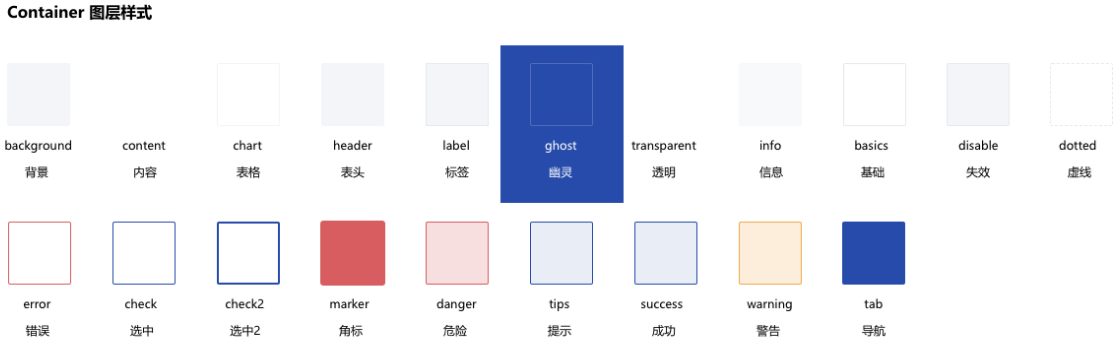 Container 图层样式
background content chart header label ghost transparent info basics disable dotted
背景 内容 表格 表头 标签 幽灵 透明 信息 基础 失效 虚线
error check check2 marker danger tips success warning tab
错误 选中 选中2 角标 危险 提示 成功 警告 导航